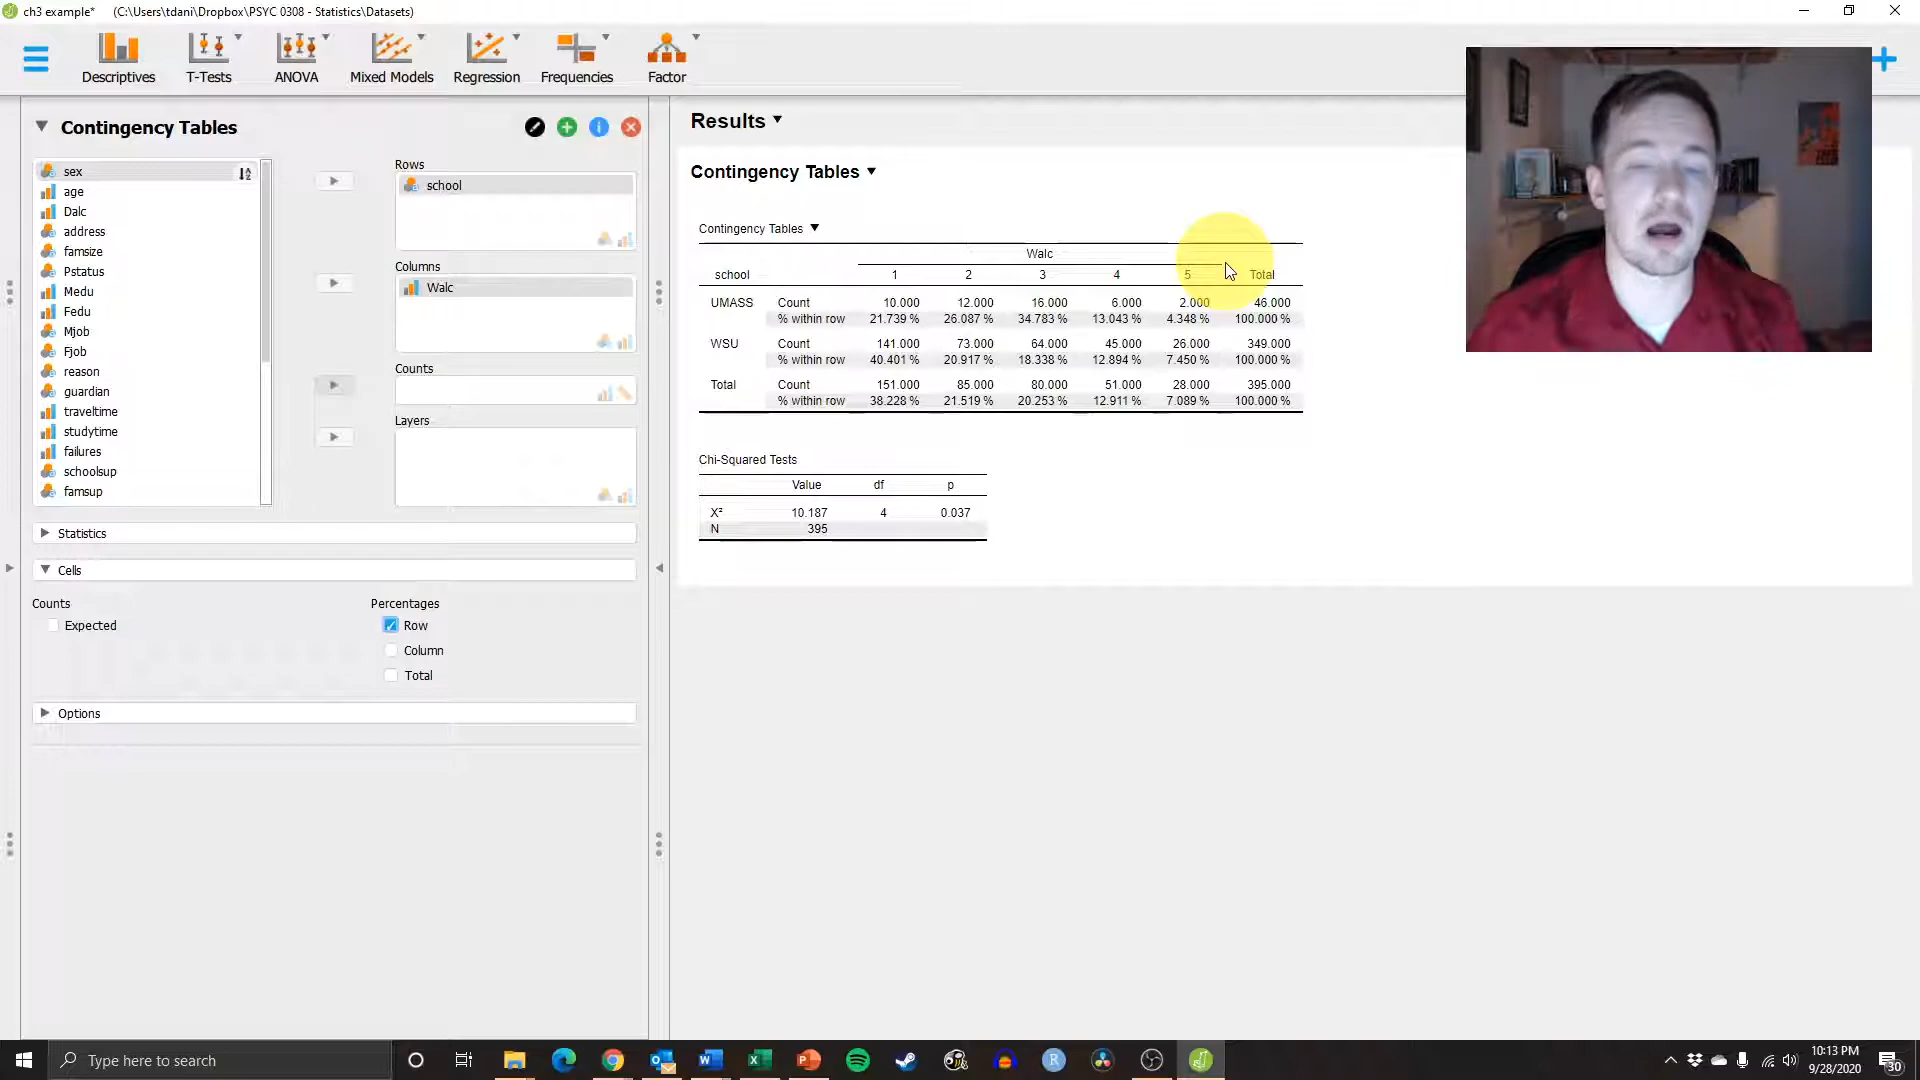 ch3 example* (C:\Users\tdani\Dropbox\PSYC 0308 - Statistics\Datasets)
Descriptives T-Tests ANOVA Mixed Models Regression Frequencies Factor
Contingency Tables
sex
age
Dalc
address
famsize
Pstatus
Medu
Fedu
Mjob
Fjob
reason
guardian
traveltime
studytime
failures
schoolsup
famsup
Rows
school
Columns
Walc
Counts
Layers
Statistics
Cells
Counts
Expected
Percentages
Row
Column
Total
Options
Results
Contingency Tables
Contingency Tables
Walc
school 1 2 3 4 5 Total
UMASS Count 10.000 12.000 16.000 6.000 2.000 46.000
% within row 21.739 % 26.087 % 34.783 % 13.043 % 4.348 % 100.000 %
WSU Count 141.000 73.000 64.000 45.000 26.000 349.000
% within row 40.401 % 20.917 % 18.338 % 12.894 % 7.450 % 100.000 %
Total Count 151.000 85.000 80.000 51.000 28.000 395.000
% within row 38.228 % 21.519 % 20.253 % 12.911 % 7.089 % 100.000 %
Chi-Squared Tests
Value df p
X² 10.187 4 0.037
N 395
Type here to search
10:13 PM
9/28/2020
30